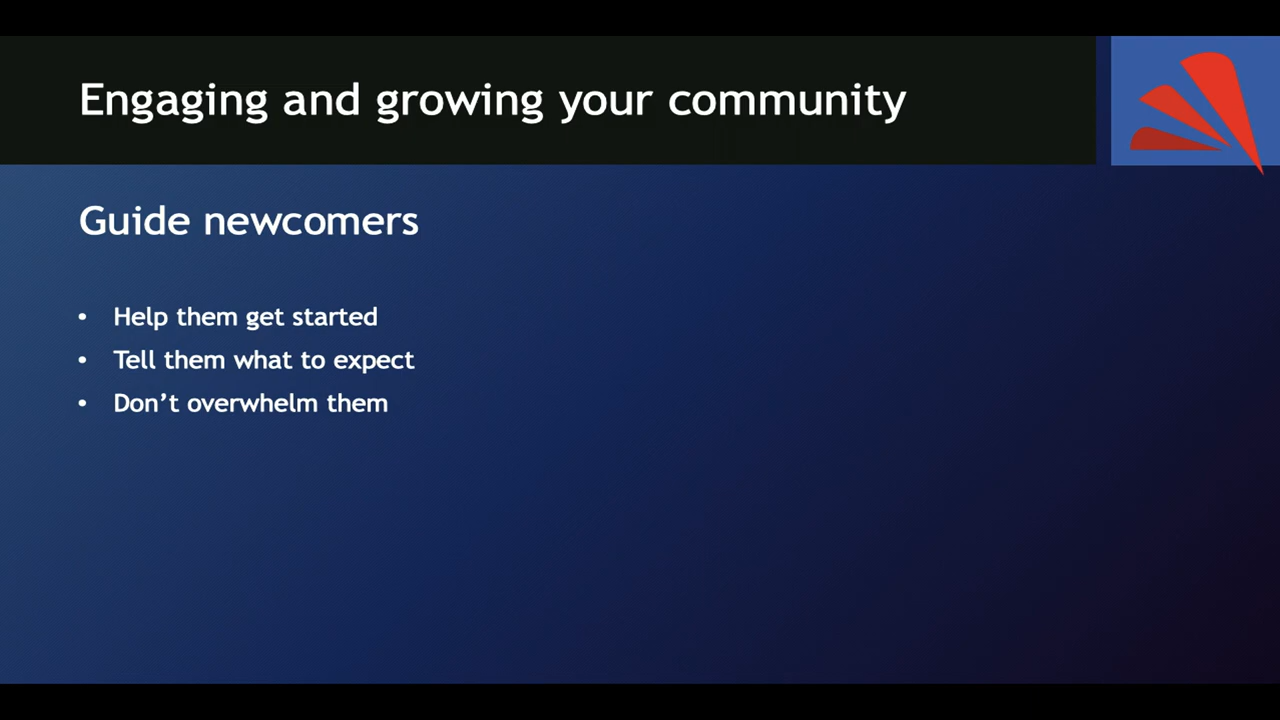 Engaging and growing your community
Guide newcomers
• Help them get started
• Tell them what to expect
• Don’t overwhelm them